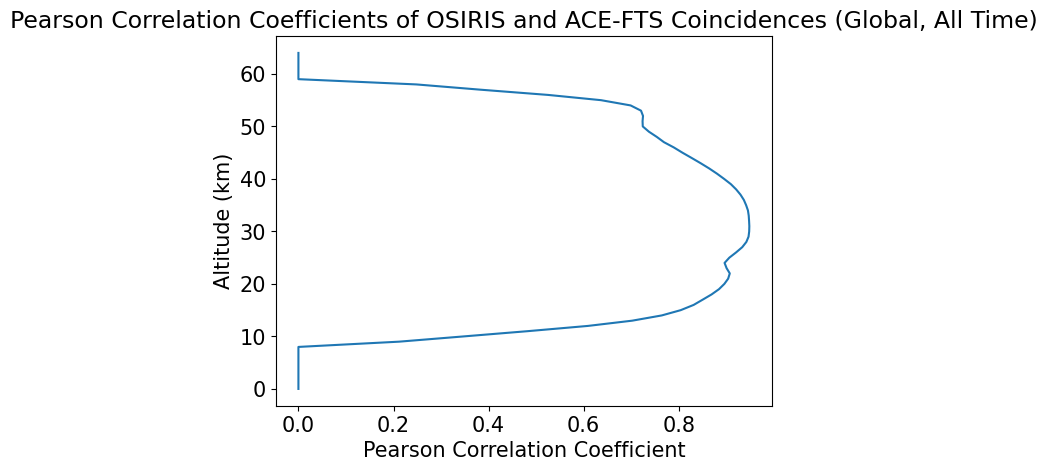 Pearson Correlation Coefficients of OSIRIS and ACE-FTS Coincidences (Global, All Time)
60
50
40
30
20
10
0
Altitude (km)
0.0 0.2 0.4 0.6 0.8
Pearson Correlation Coefficient